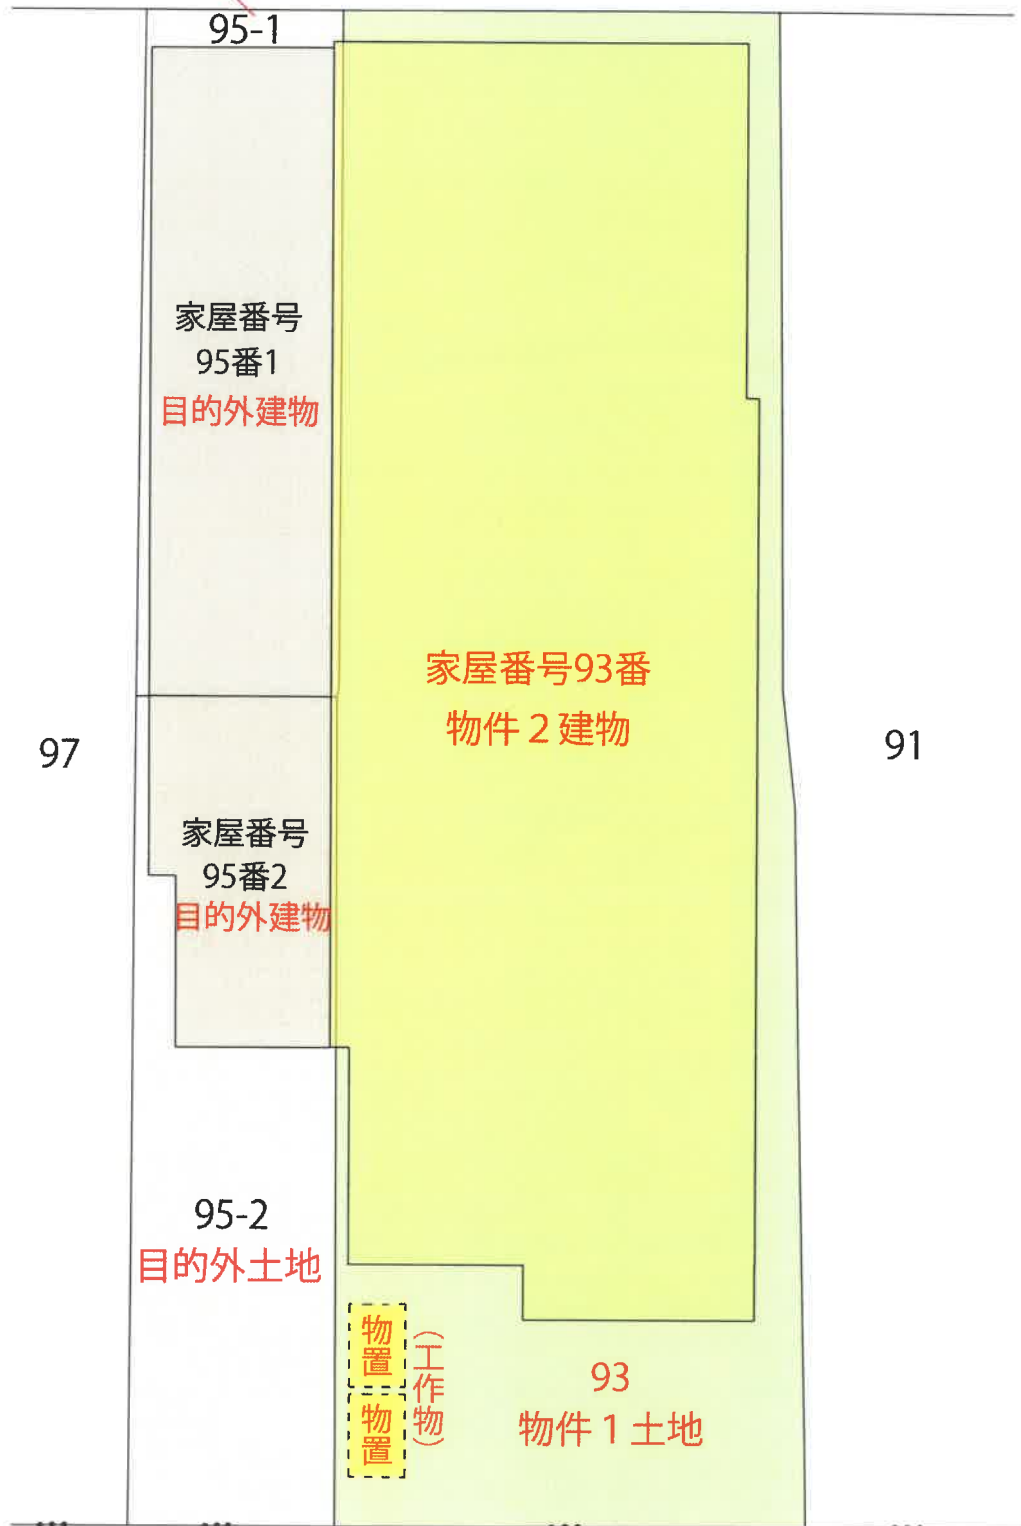 95-1
家屋番号
95番1
目的外建物
家屋番号93番
物件２建物
97
91
家屋番号
95番2
目的外建物
95-2
目的外土地
物置
物置
（工作物）
93
物件１土地